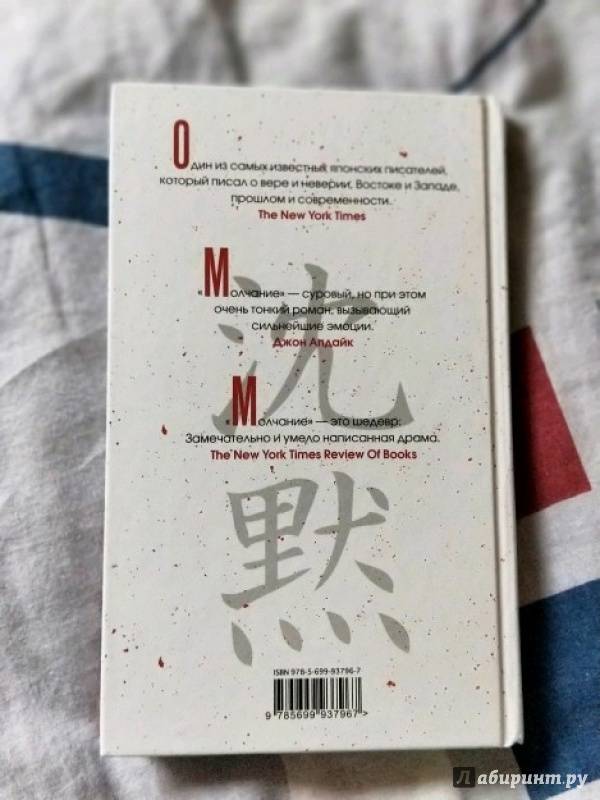 Один из самых известных японских писателей,
который писал о вере и неверии, Востоке и Западе,
прошлом и современности.
The New York Times
«Молчание» — суровый, но при этом
очень тонкий роман, вызывающий
сильнейшие эмоции.
Джон Апдайк
«Молчание» — это шедевр.
Замечательно и умело написанная драма.
The New York Times Review Of Books
沈
黙
ISBN 978-5-699-93796-7
9 785699 937967 >
Лабиринт.ру